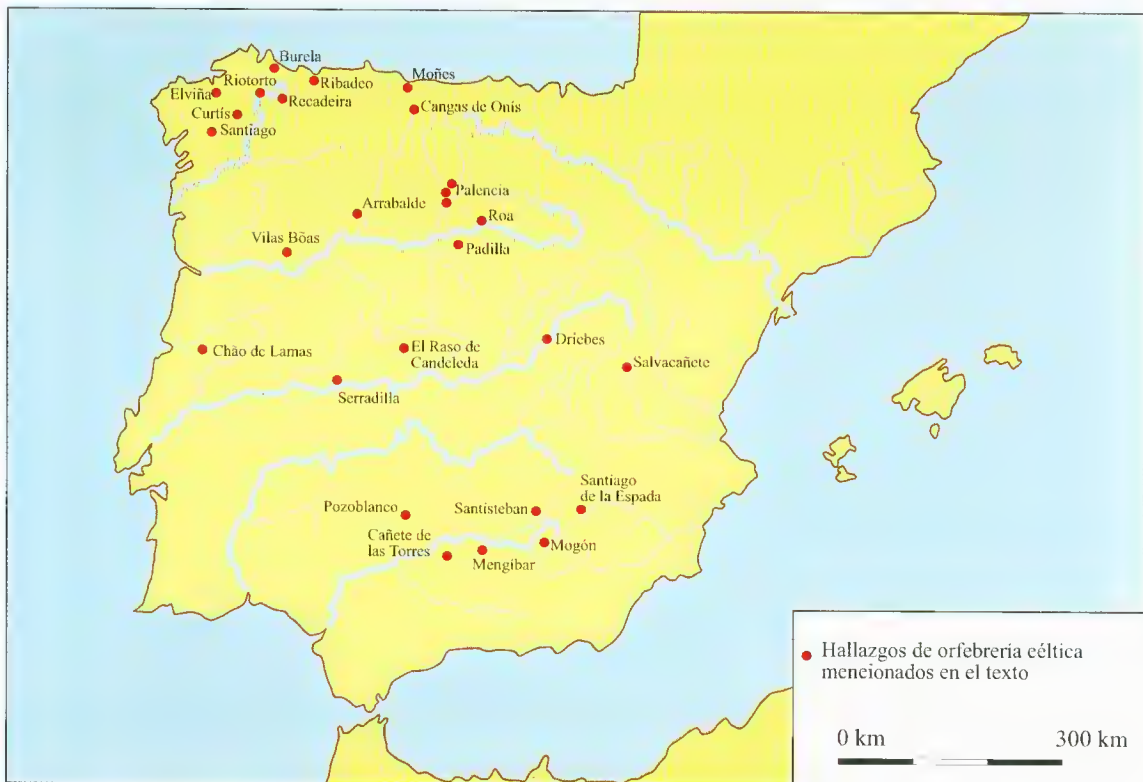 Burela
Riotorto
Ribadeo
Moñes
Elviña
Recadeira
Cangas de Onís
Curtís
Santiago
Palencia
Arrabalde
Roa
Vilas Bõas
Padilla
Chão de Lamas
El Raso de
Candeleda
Driebes
Salvacañete
Serradilla
Santiago
de la Espada
Pozoblanco
Santisteban
Cañete de
las Torres
Mogón
Mengibar
Hallazgos de orfebrería céltica
mencionados en el texto
0 km 300 km